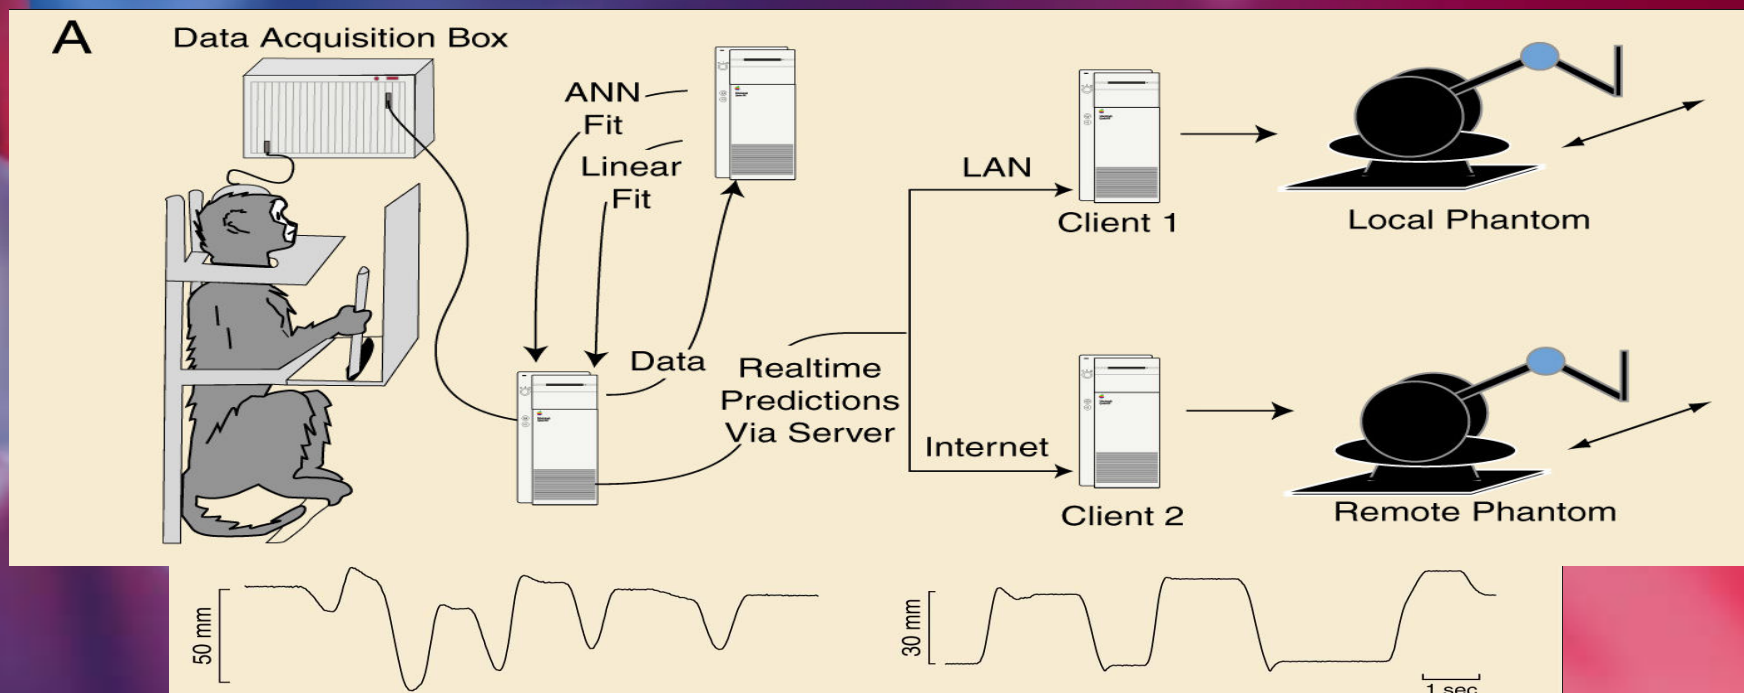 A
Data Acquisition Box
ANN
Fit
Linear
Fit
Data
Realtime
Predictions
Via Server
LAN
Internet
Client 1
Local Phantom
Client 2
Remote Phantom
50 mm
30 mm
1 sec